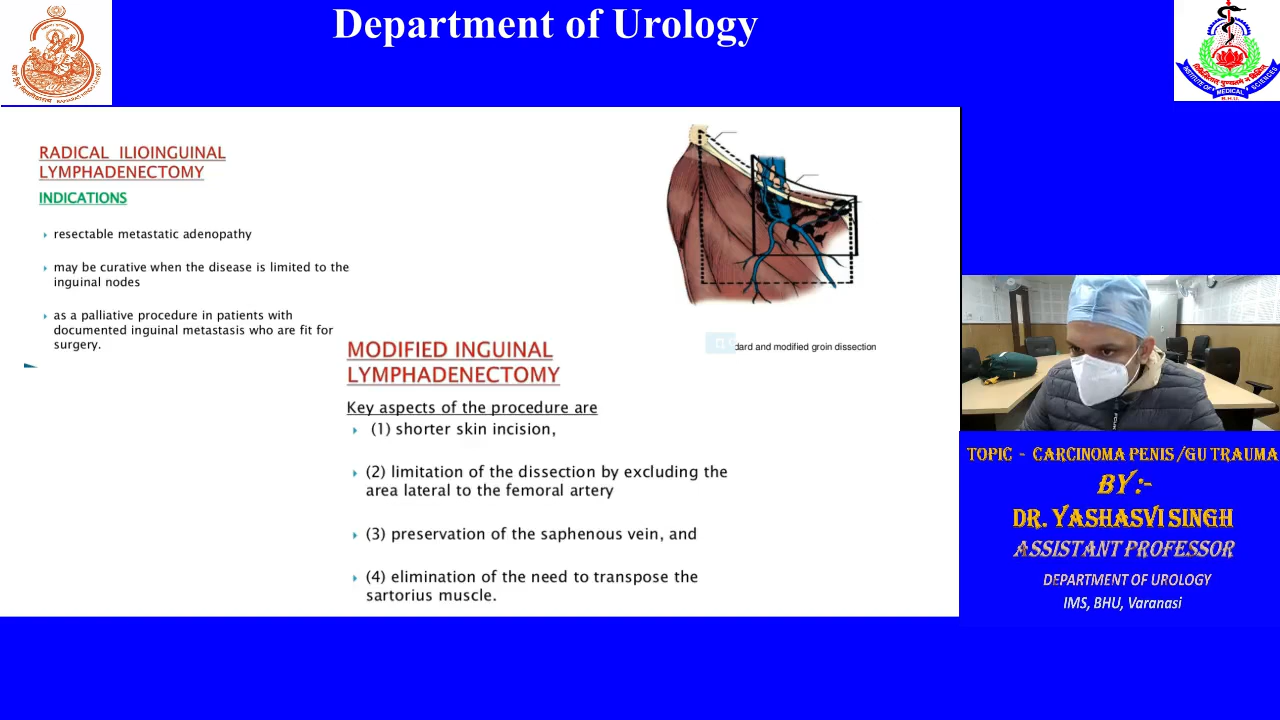 Department of Urology
INSTITUTE OF MEDICAL SCIENCES
B.H.U.
RADICAL ILIOINGUINAL
LYMPHADENECTOMY
INDICATIONS
resectable metastatic adenopathy
may be curative when the disease is limited to the
inguinal nodes
as a palliative procedure in patients with
documented inguinal metastasis who are fit for
surgery.
dard and modified groin dissection
MODIFIED INGUINAL
LYMPHADENECTOMY
Key aspects of the procedure are
(1) shorter skin incision,
(2) limitation of the dissection by excluding the
area lateral to the femoral artery
(3) preservation of the saphenous vein, and
(4) elimination of the need to transpose the
sartorius muscle.
TOPIC - CARCINOMA PENIS /GU TRAUMA
BY:-
DR. YASHASVI SINGH
ASSISTANT PROFESSOR
DEPARTMENT OF UROLOGY
IMS, BHU, Varanasi